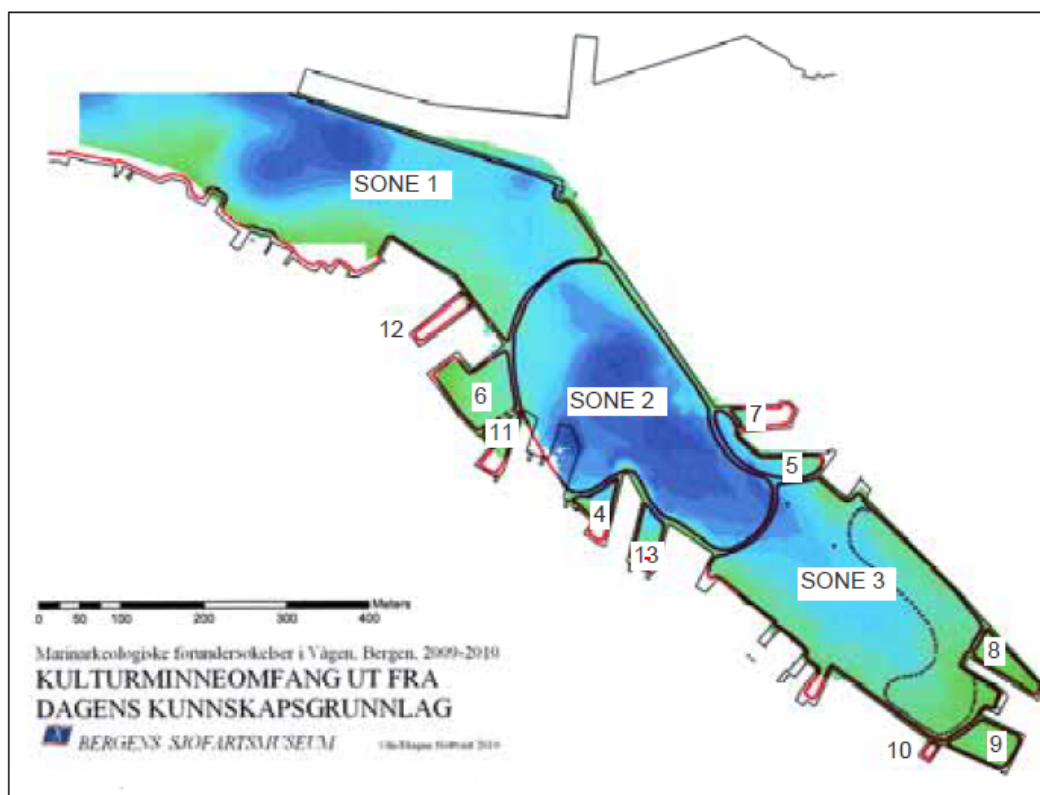 SONE 1
12
6
SONE 2
7
11
5
4
13
SONE 3
8
9
10
Meters
0 50 100 200 300 400
Marinarkeologiske forundersøkelser i Vågen, Bergen, 2009-2010
KULTURMINNEOMFANG UT FRA
DAGENS KUNNSKAPSGRUNNLAG
BERGENS SJØFARTSMUSEUM
2010